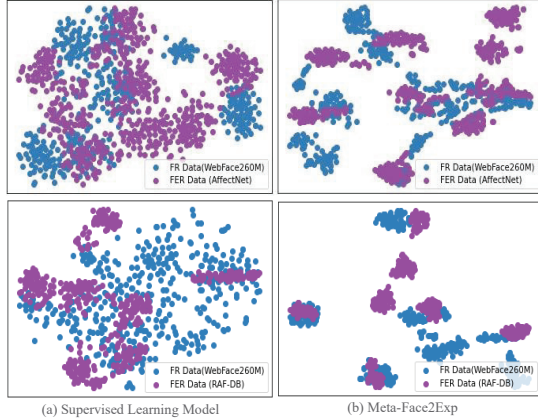 FR Data(WebFace260M)
FER Data (AffectNet)
FR Data(WebFace260M)
FER Data (AffectNet)
FR Data(WebFace260M)
FER Data (RAF-DB)
FR Data(WebFace260M)
FER Data (RAF-DB)
(a) Supervised Learning Model
(b) Meta-Face2Exp